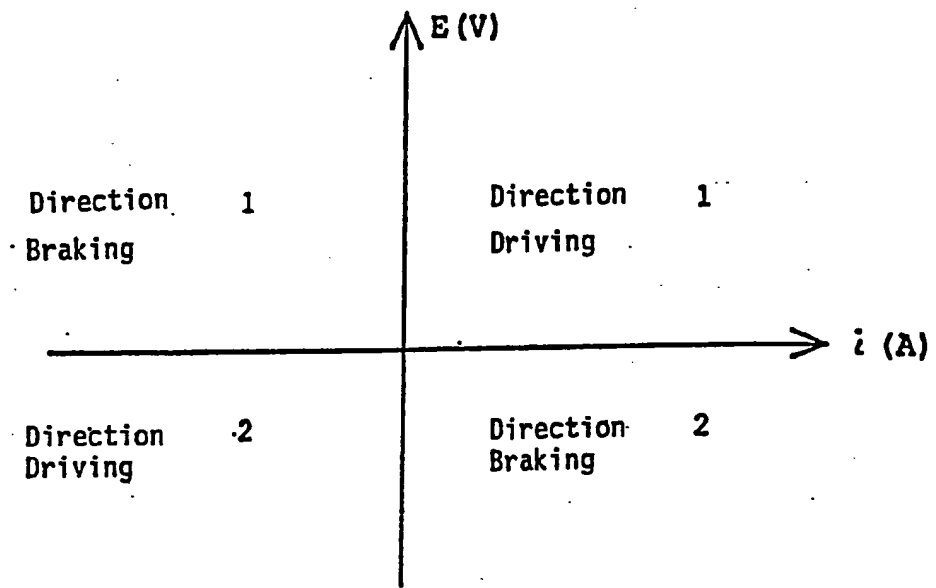 E (V)
Direction 1
Braking
Direction 1
Driving
i (A)
Direction 2
Driving
Direction 2
Braking